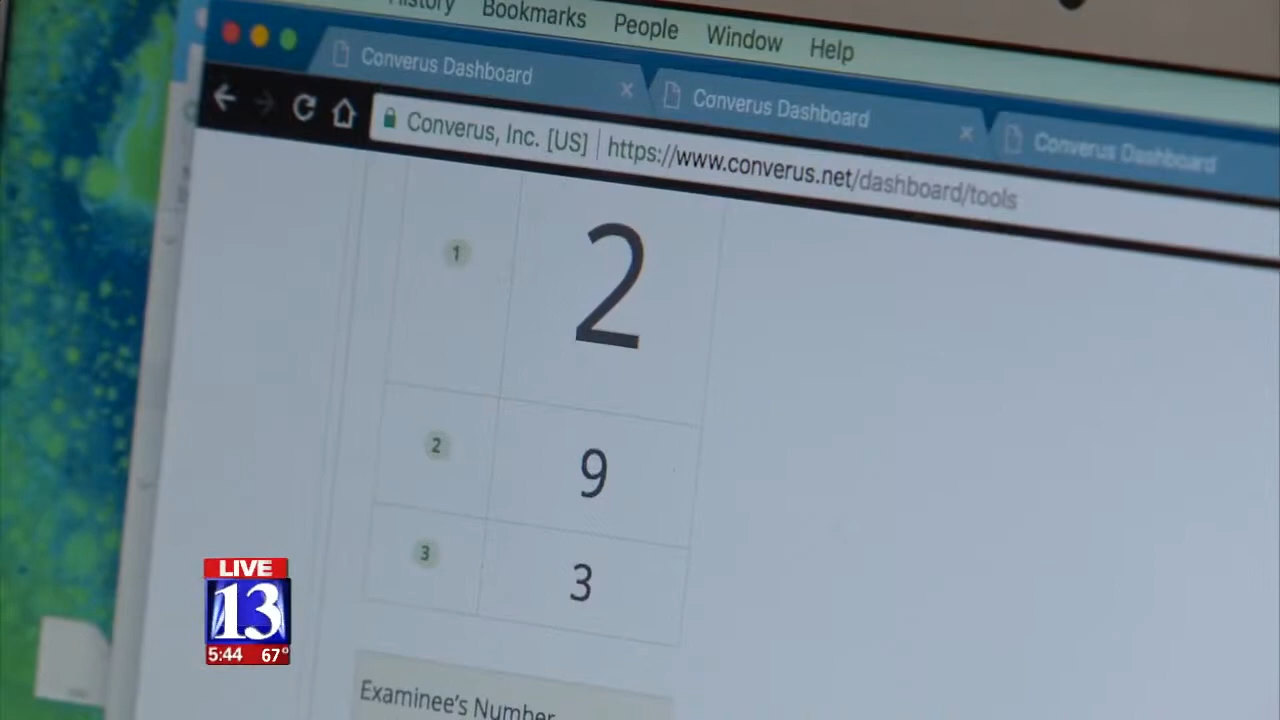 History Bookmarks People Window Help
Converus Dashboard Converus Dashboard Converus Dashboard
Converus, Inc. [US] https://www.converus.net/dashboard/tools
1 2
2 9
3 3
LIVE
13
5:44 67°
Examinee's Number